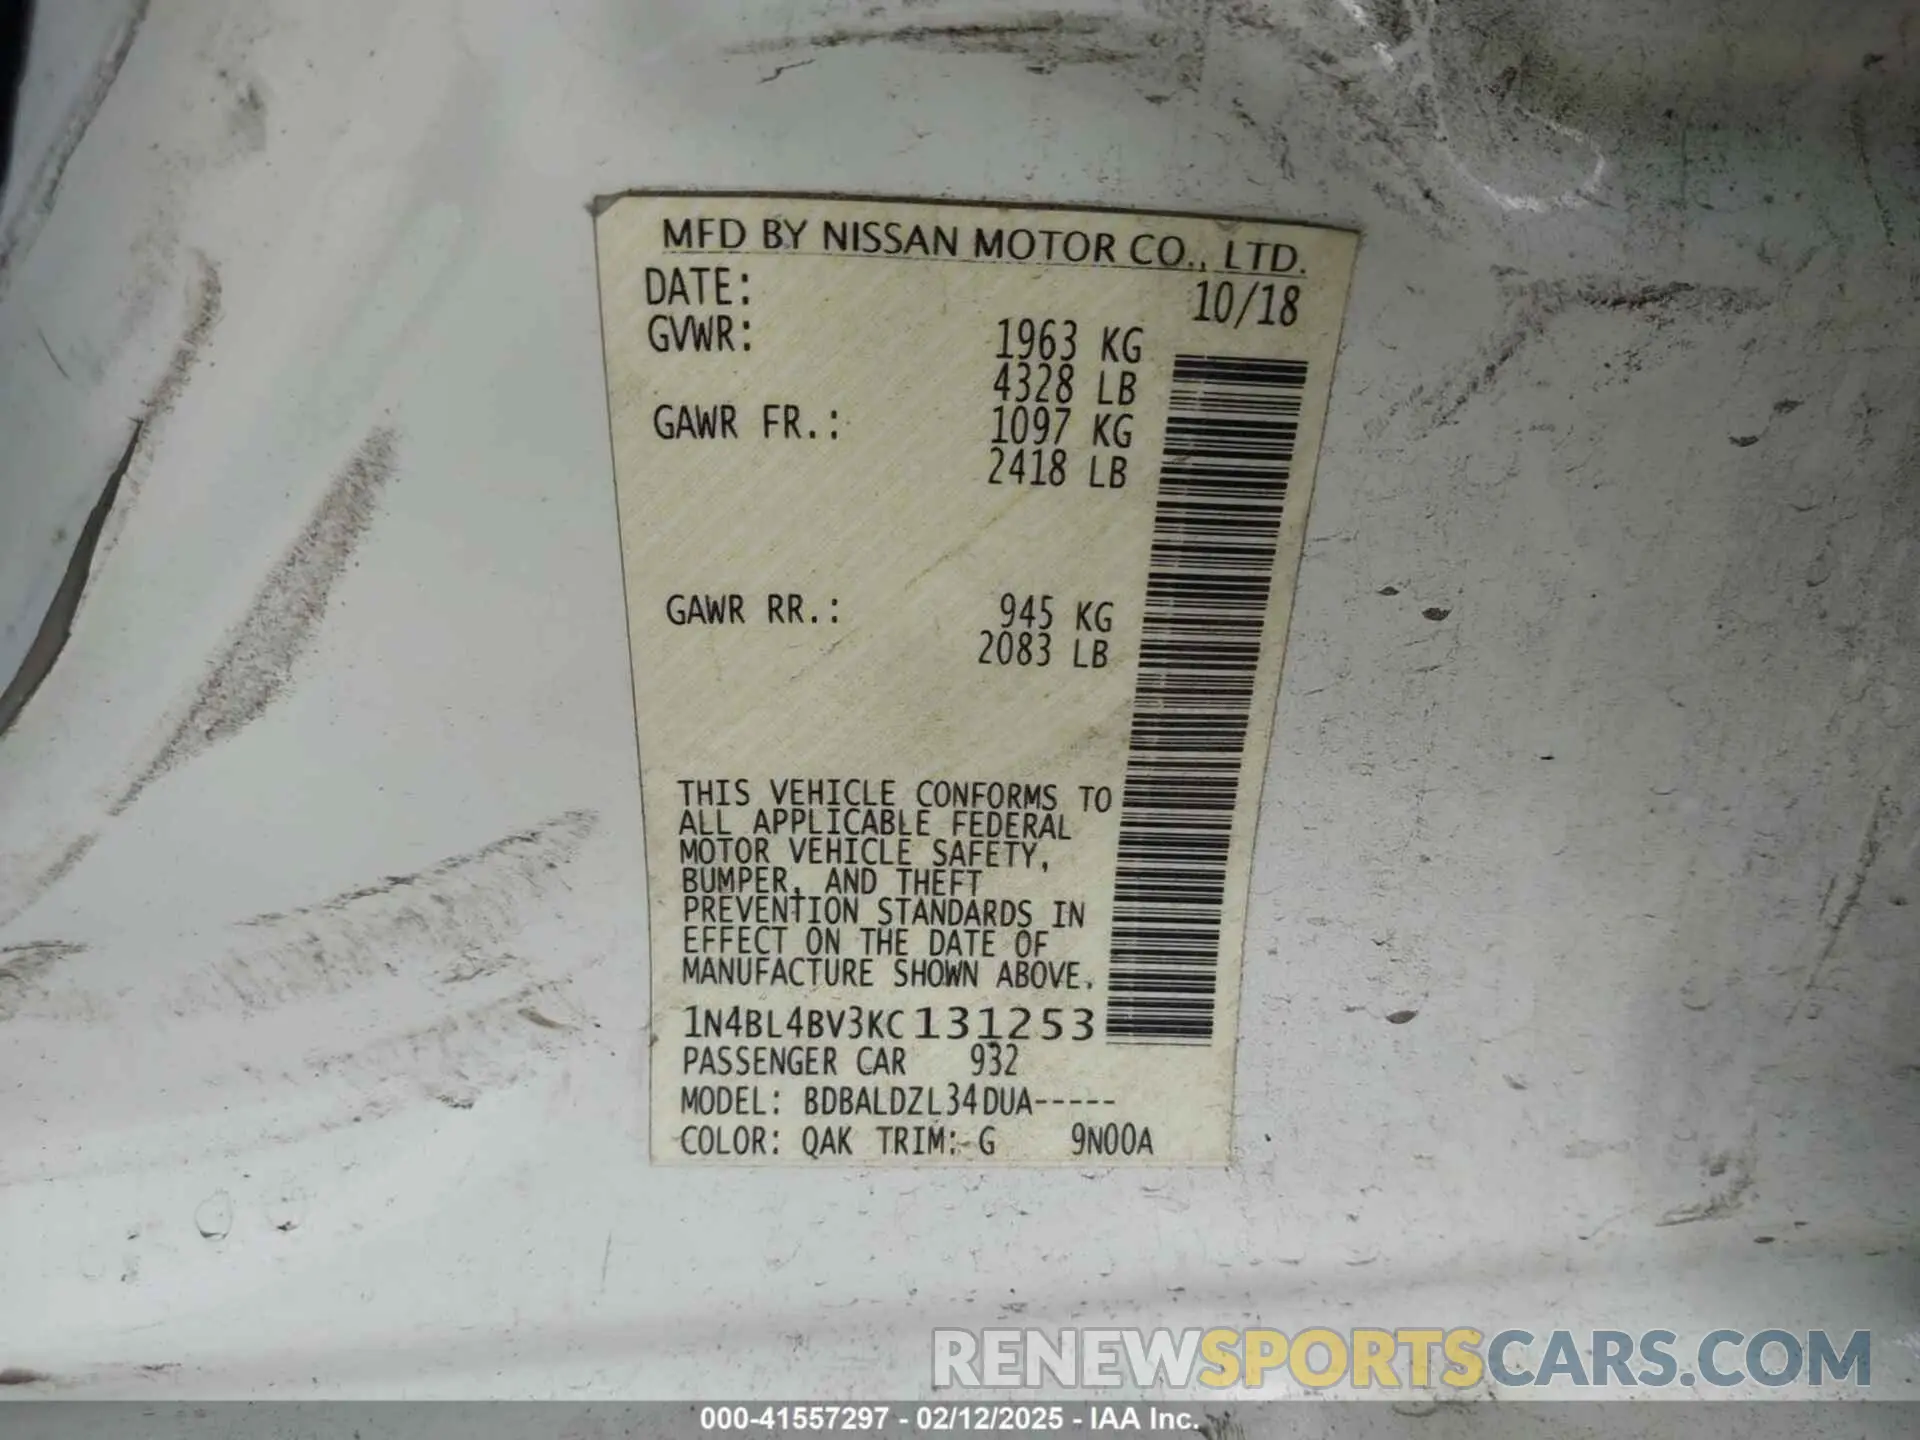 MFD BY NISSAN MOTOR CO., LTD.
DATE: 10/18
GVWR: 1963 KG
4328 LB
GAWR FR.: 1097 KG
2418 LB
GAWR RR.: 945 KG
2083 LB
THIS VEHICLE CONFORMS TO
ALL APPLICABLE FEDERAL
MOTOR VEHICLE SAFETY,
BUMPER, AND THEFT
PREVENTION STANDARDS IN
EFFECT ON THE DATE OF
MANUFACTURE SHOWN ABOVE.
1N4BL4BV3KC131253
PASSENGER CAR 932
MODEL: BDBALDZL34DUA-----
COLOR: QAK TRIM: G 9N00A
RENEWSPORTSCARS.COM
000-41557297 - 02/12/2025 - IAA Inc.